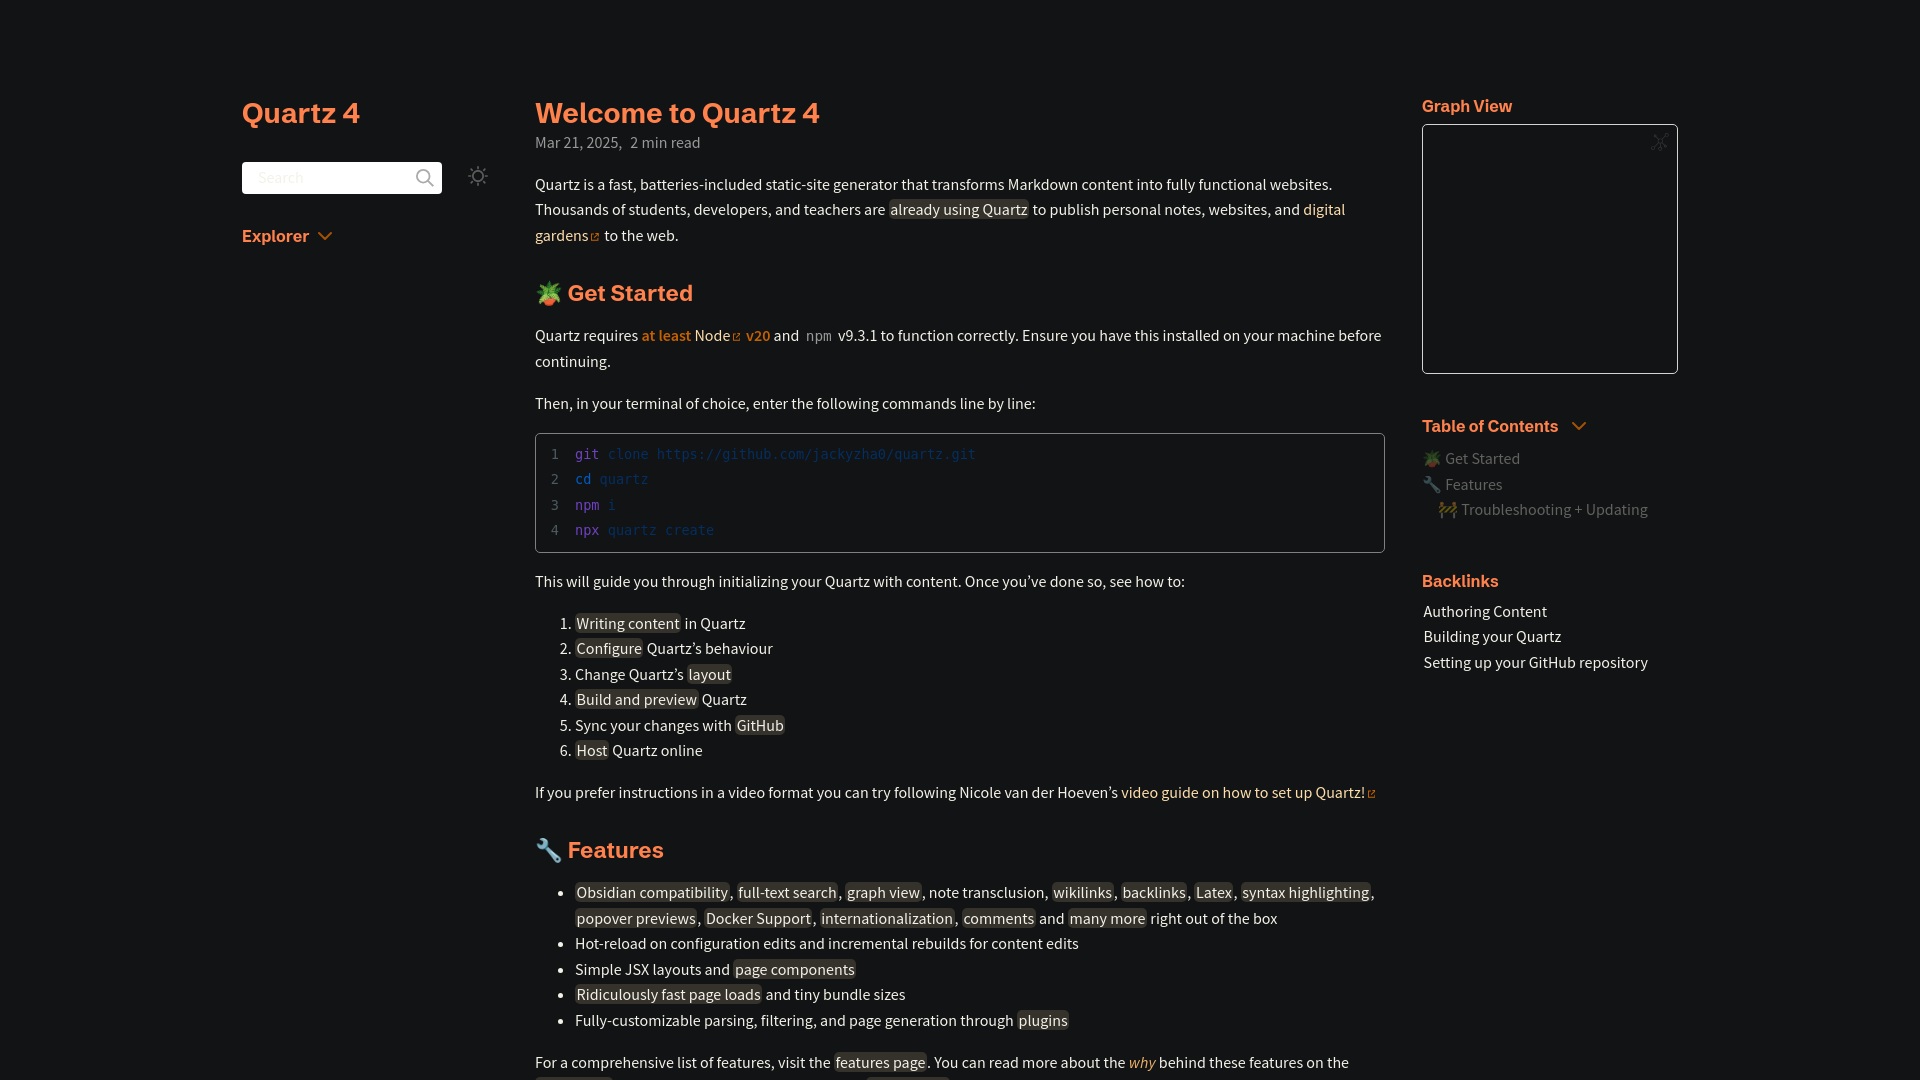 Quartz 4
Search
Explorer
Welcome to Quartz 4
Mar 21, 2025, 2 min read
Quartz is a fast, batteries-included static-site generator that transforms Markdown content into fully functional websites.
Thousands of students, developers, and teachers are already using Quartz to publish personal notes, websites, and digital
gardens to the web.
🪴 Get Started
Quartz requires at least Node v20 and npm v9.3.1 to function correctly. Ensure you have this installed on your machine before
continuing.
Then, in your terminal of choice, enter the following commands line by line:
1 git clone https://github.com/jackyzha0/quartz.git
2 cd quartz
3 npm i
4 npx quartz create
This will guide you through initializing your Quartz with content. Once you’ve done so, see how to:
1. Writing content in Quartz
2. Configure Quartz’s behaviour
3. Change Quartz’s layout
4. Build and preview Quartz
5. Sync your changes with GitHub
6. Host Quartz online
If you prefer instructions in a video format you can try following Nicole van der Hoeven’s video guide on how to set up Quartz!
🔧 Features
• Obsidian compatibility, full-text search, graph view, note transclusion, wikilinks, backlinks, Latex, syntax highlighting,
popover previews, Docker Support, internationalization, comments and many more right out of the box
• Hot-reload on configuration edits and incremental rebuilds for content edits
• Simple JSX layouts and page components
• Ridiculously fast page loads and tiny bundle sizes
• Fully-customizable parsing, filtering, and page generation through plugins
For a comprehensive list of features, visit the features page. You can read more about the why behind these features on the
Graph View
Table of Contents
🪴 Get Started
🔧 Features
🚧 Troubleshooting + Updating
Backlinks
Authoring Content
Building your Quartz
Setting up your GitHub repository